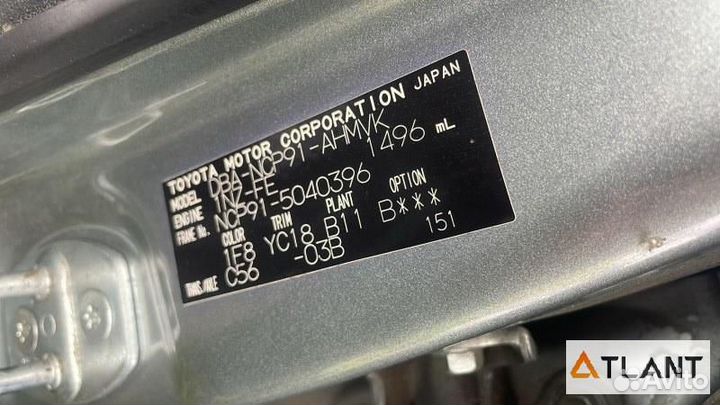 TOYOTA MOTOR CORPORATION JAPAN
MODEL DBA-NCP91-AHMVK
ENGINE 1NZ-FE 1496 mL
FRAME No. NCP91-5040396
COLOR TRIM PLANT OPTION
1F8 YC18 B11 B***
TRANS./AXLE C56 -03B 151
ATLANT
Avito